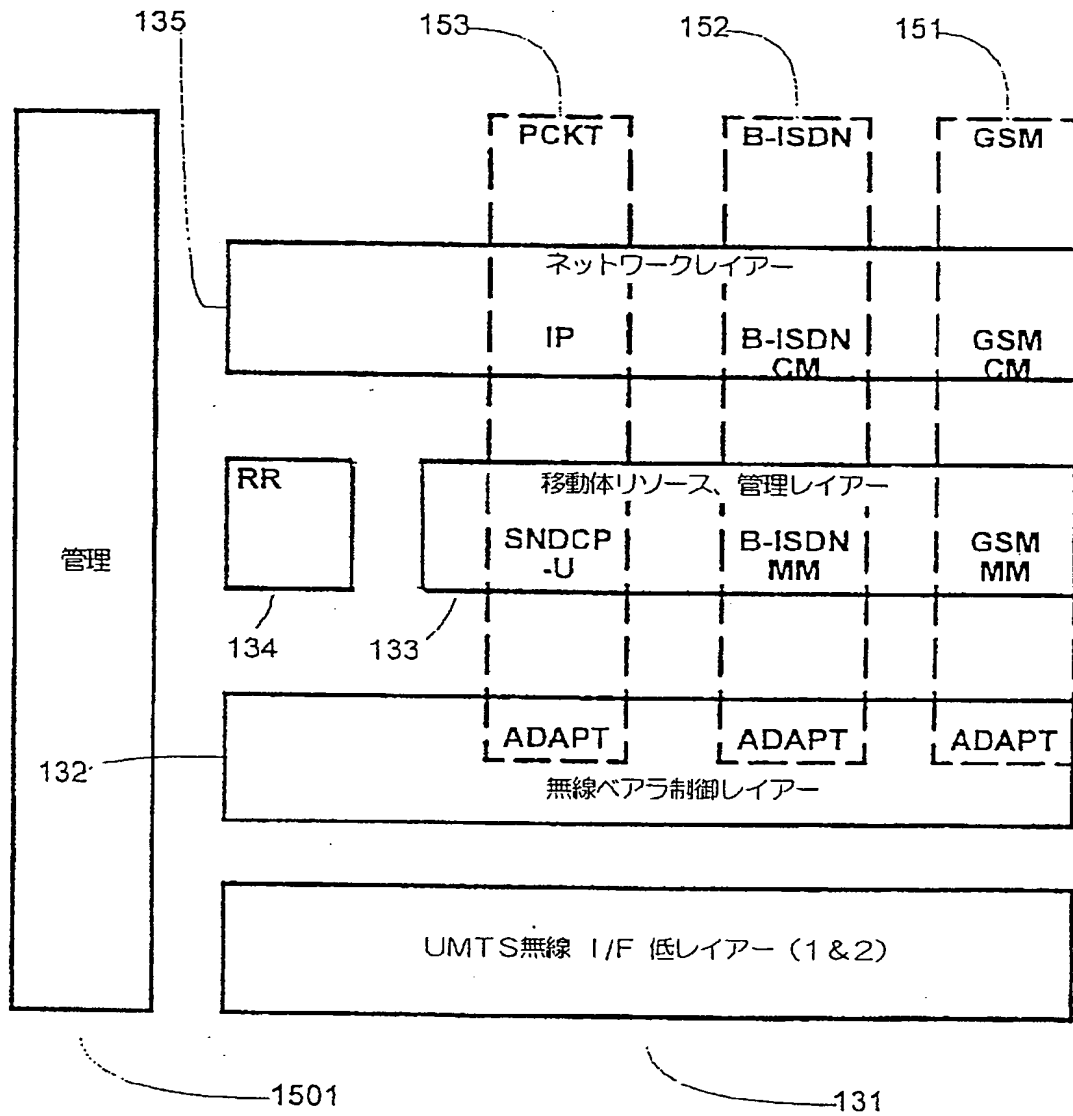 135
153
152
151
PCKT
B-ISDN
GSM
ネットワークレイアー
IP
B-ISDN
CM
GSM
CM
RR
移動体リソース、管理レイアー
管理
SNDCP
-U
B-ISDN
MM
GSM
MM
134
133
ADAPT
ADAPT
ADAPT
132
無線ベアラ制御レイアー
UMTS無線 I/F 低レイアー(1&2)
1501
131